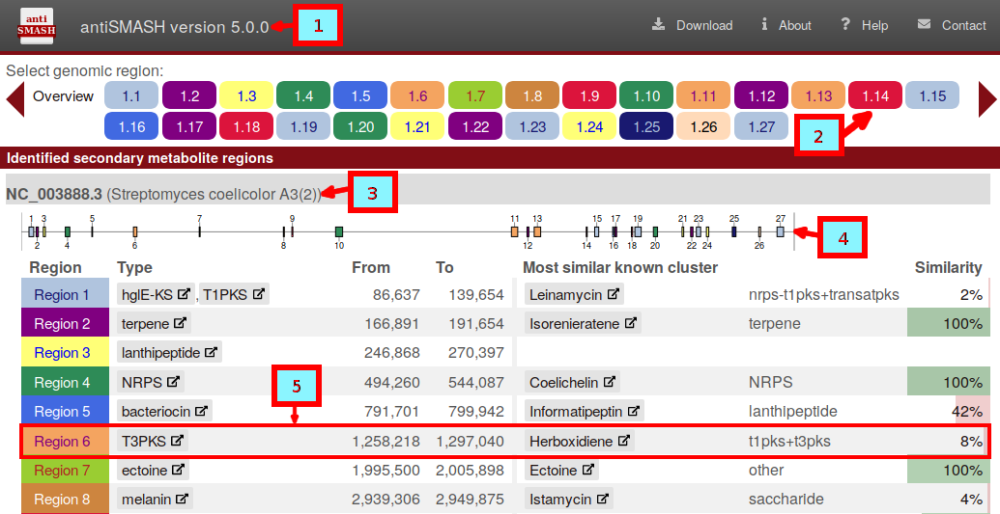 anti
SMASH
antiSMASH version 5.0.0
1
Download
About
Help
Contact
Select genomic region:
Overview
1.1 1.2 1.3 1.4 1.5 1.6 1.7 1.8 1.9 1.10 1.11 1.12 1.13 1.14 1.15
1.16 1.17 1.18 1.19 1.20 1.21 1.22 1.23 1.24 1.25 1.26 1.27
2
Identified secondary metabolite regions
NC_003888.3 (Streptomyces coelicolor A3(2))
3
1 3 5 7 9 11 13 15 17 19 21 23 25 27
2 4 6 8 10 12 14 16 18 20 22 24 26
4
Region Type From To Most similar known cluster Similarity
Region 1 hglE-KS , T1PKS 86,637 139,654 Leinamycin nrps-t1pks+transatpks 2%
Region 2 terpene 166,891 191,654 Isorenieratene terpene 100%
Region 3 lanthipeptide 246,868 270,397
Region 4 NRPS 494,260 544,087 Coelichelin NRPS 100%
5
Region 5 bacteriocin 791,701 799,942 Informatipeptin lanthipeptide 42%
Region 6 T3PKS 1,258,218 1,297,040 Herboxidiene t1pks+t3pks 8%
Region 7 ectoine 1,995,500 2,005,898 Ectoine other 100%
Region 8 melanin 2,939,306 2,949,875 Istamycin saccharide 4%